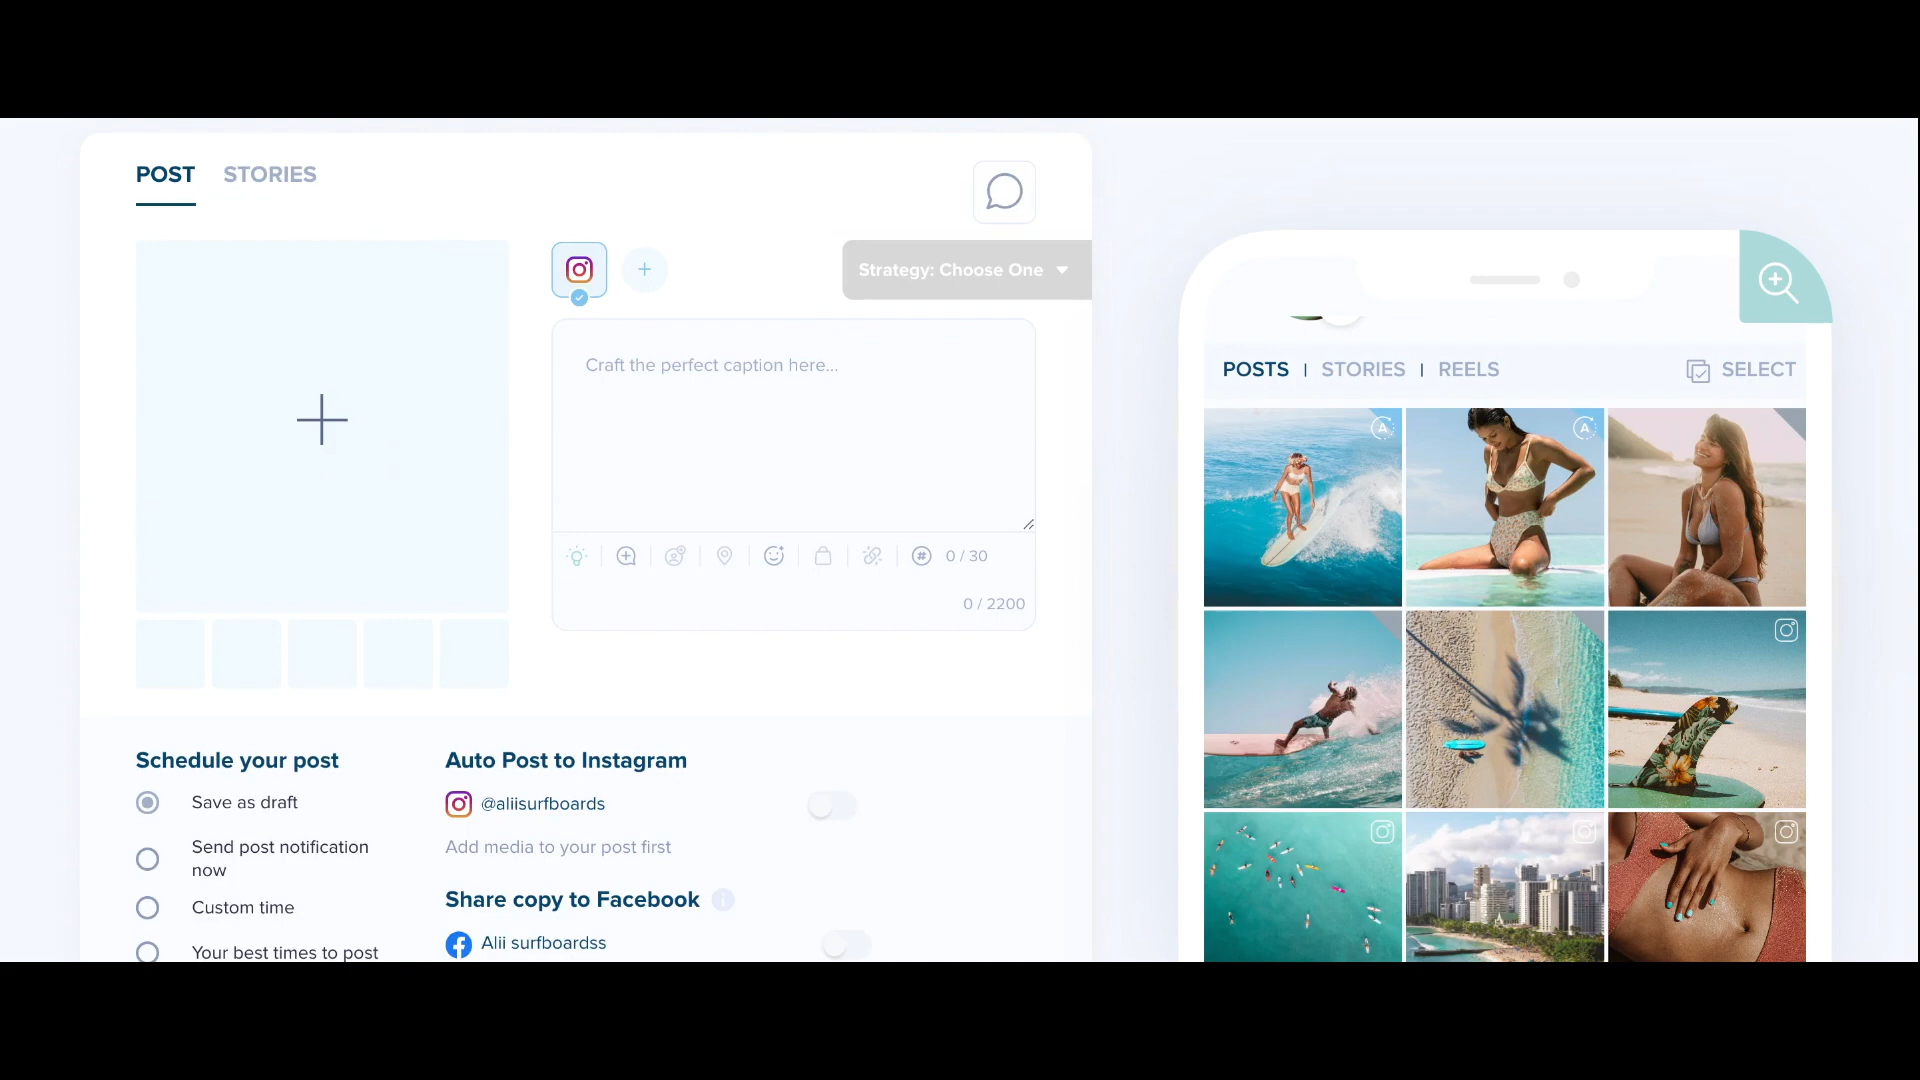 POST STORIES
Strategy: Choose One
Craft the perfect caption here...
0 / 30
0 / 2200
Schedule your post
Save as draft
Send post notification
now
Custom time
Your best times to post
Auto Post to Instagram
@aliisurfboards
Add media to your post first
Share copy to Facebook
Alii surfboardss
POSTS | STORIES | REELS SELECT
A
A